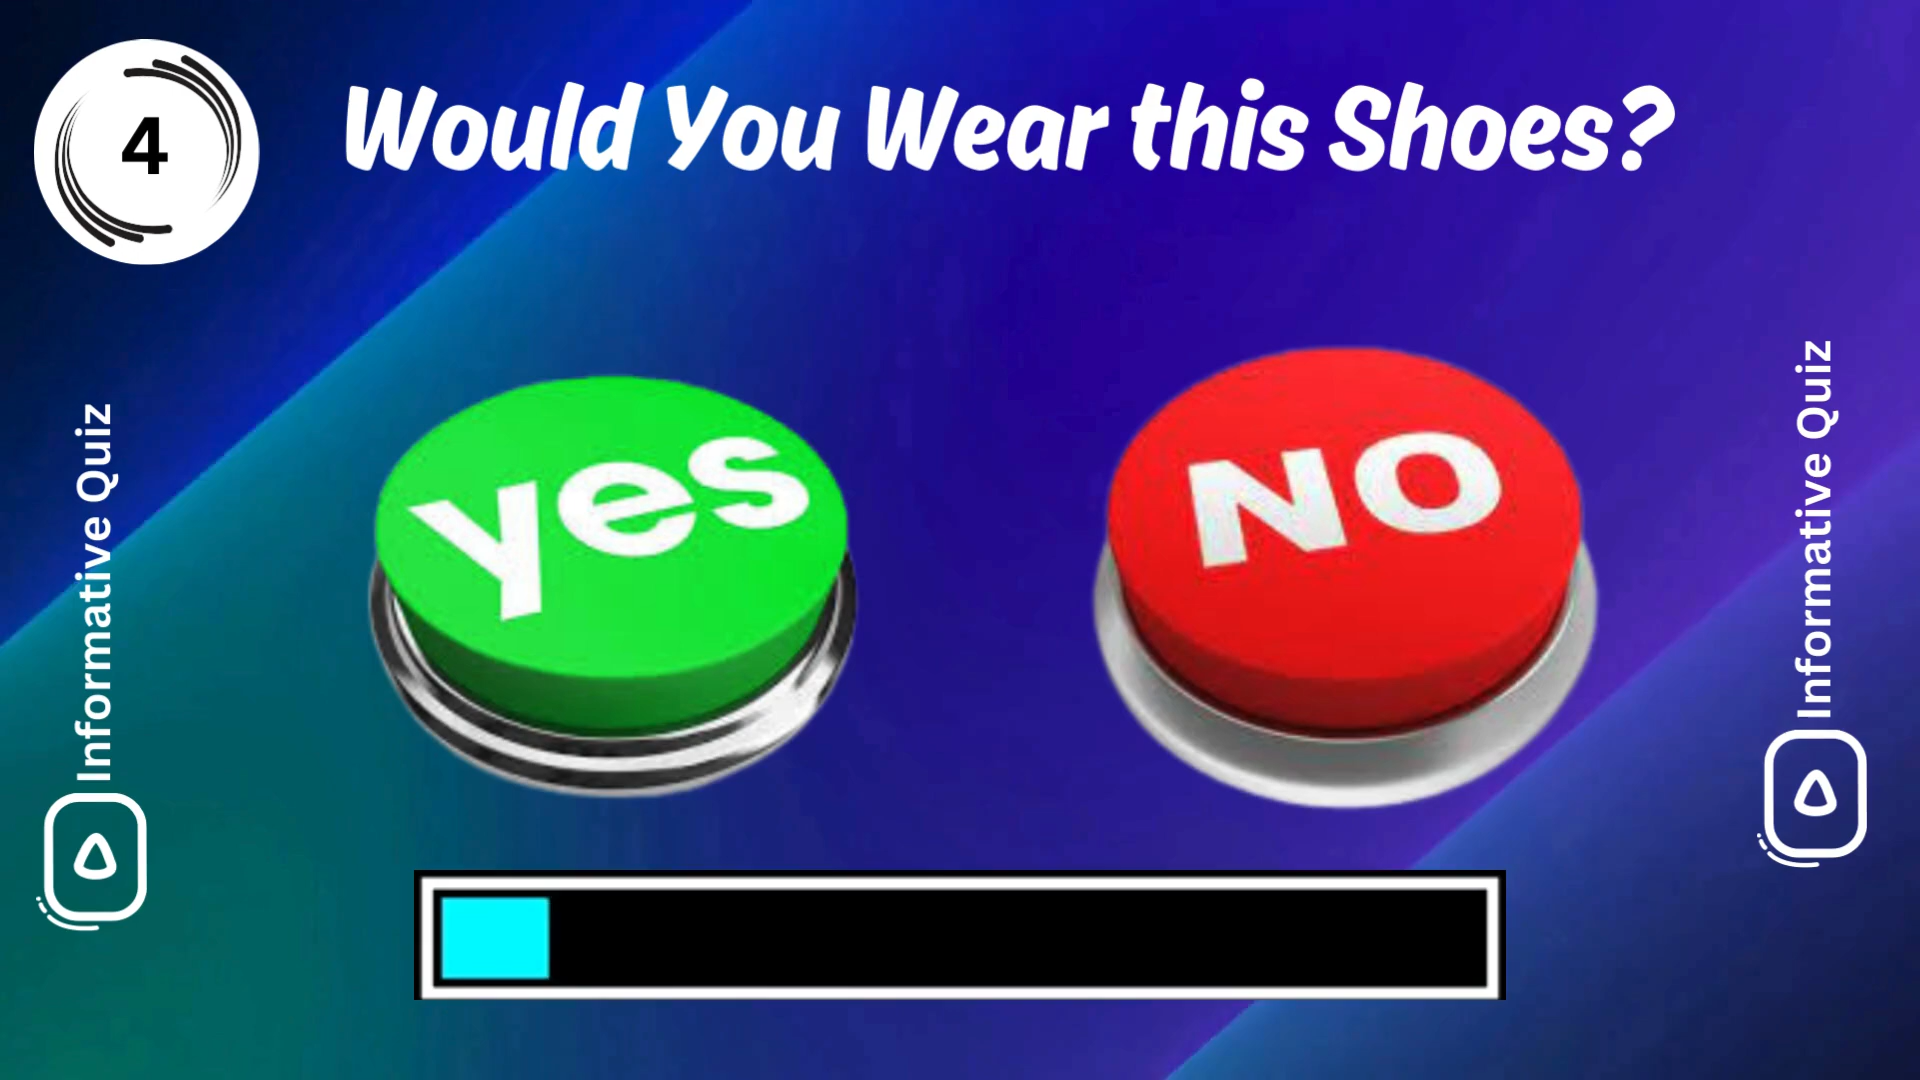 4
Would You Wear this Shoes?
yes
NO
Informative Quiz
Informative Quiz